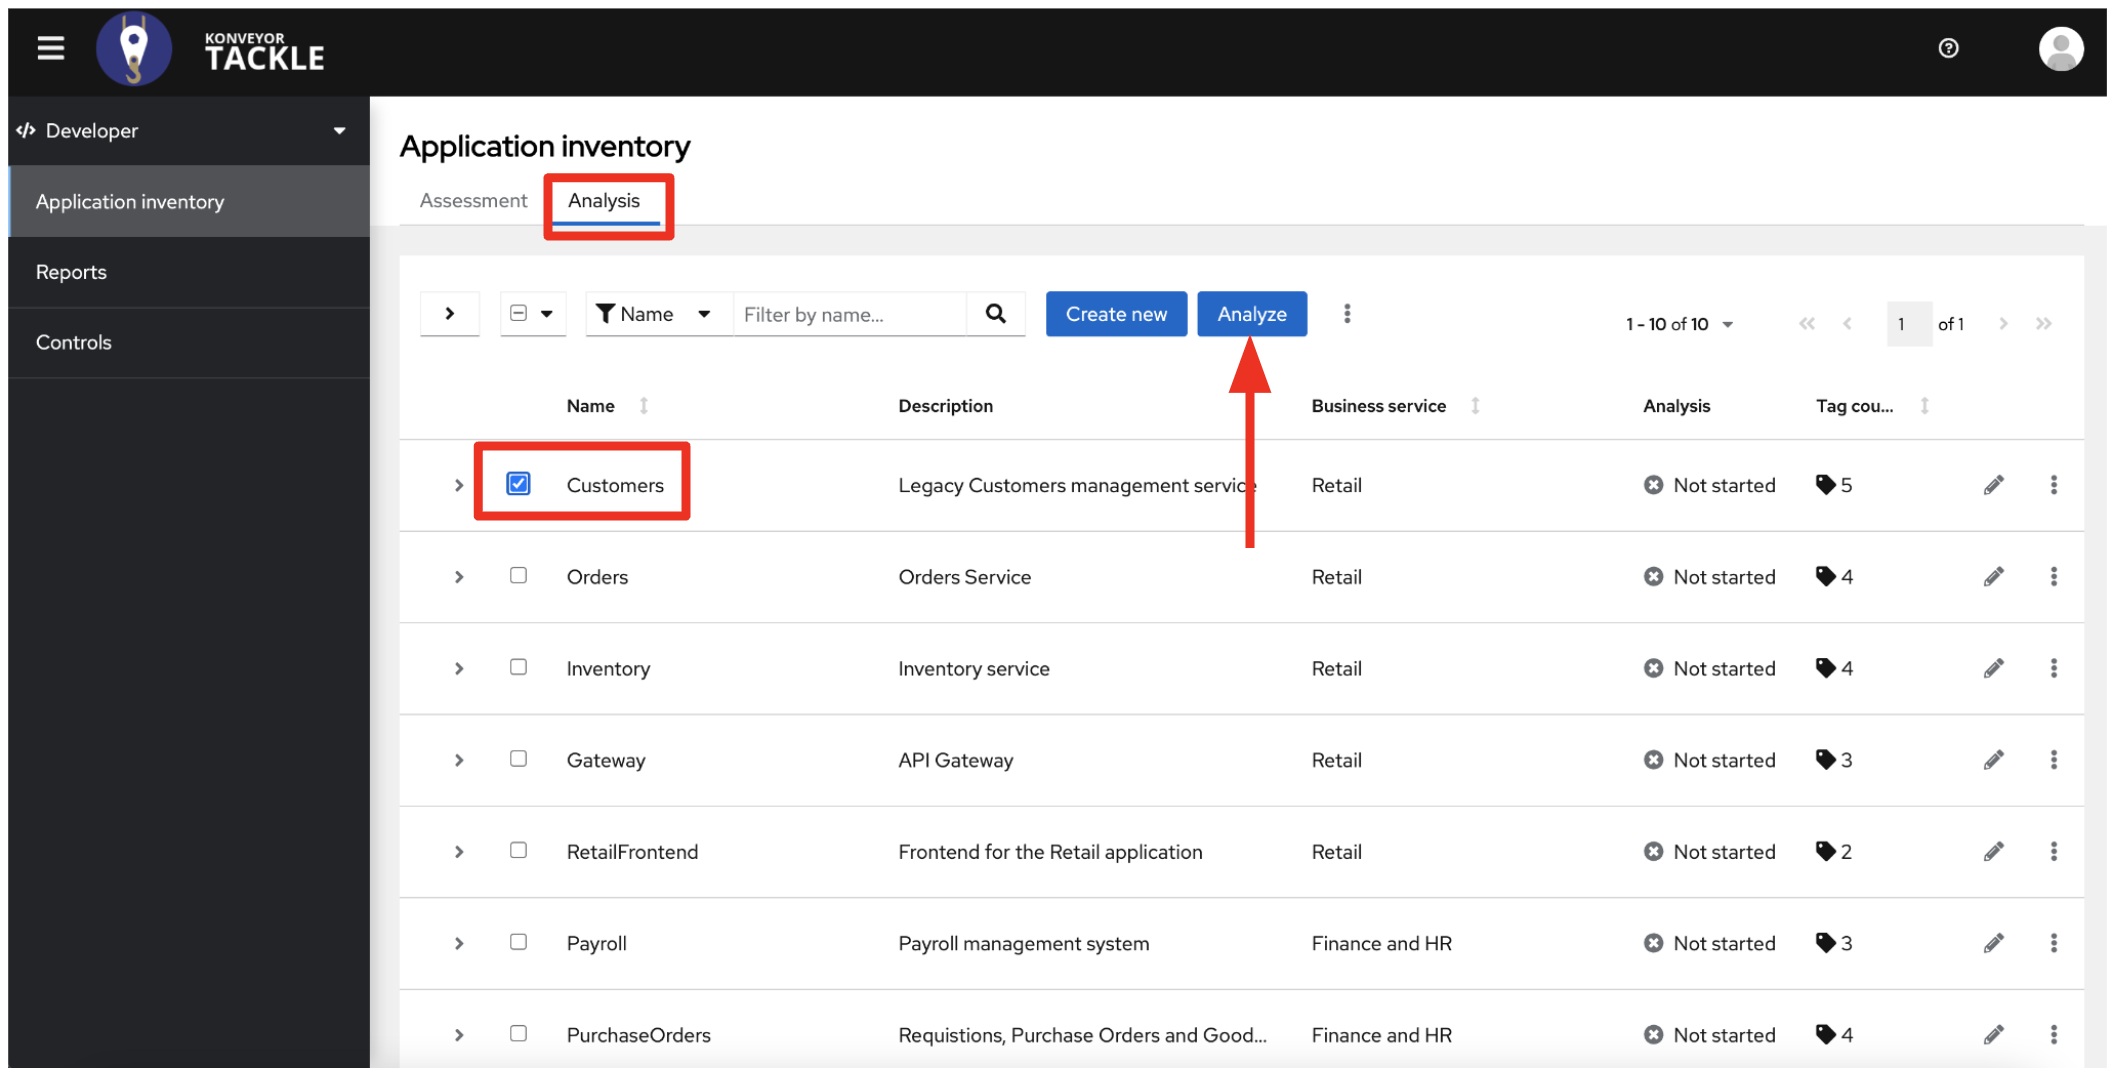 KONVEYOR
TACKLE
Developer
Application inventory
Reports
Controls
Application inventory
Assessment Analysis
Name Filter by name... Create new Analyze 1 - 10 of 10 1 of 1
Name Description Business service Analysis Tag cou...
Customers Legacy Customers management service Retail Not started 5
Orders Orders Service Retail Not started 4
Inventory Inventory service Retail Not started 4
Gateway API Gateway Retail Not started 3
RetailFrontend Frontend for the Retail application Retail Not started 2
Payroll Payroll management system Finance and HR Not started 3
PurchaseOrders Requistions, Purchase Orders and Good... Finance and HR Not started 4